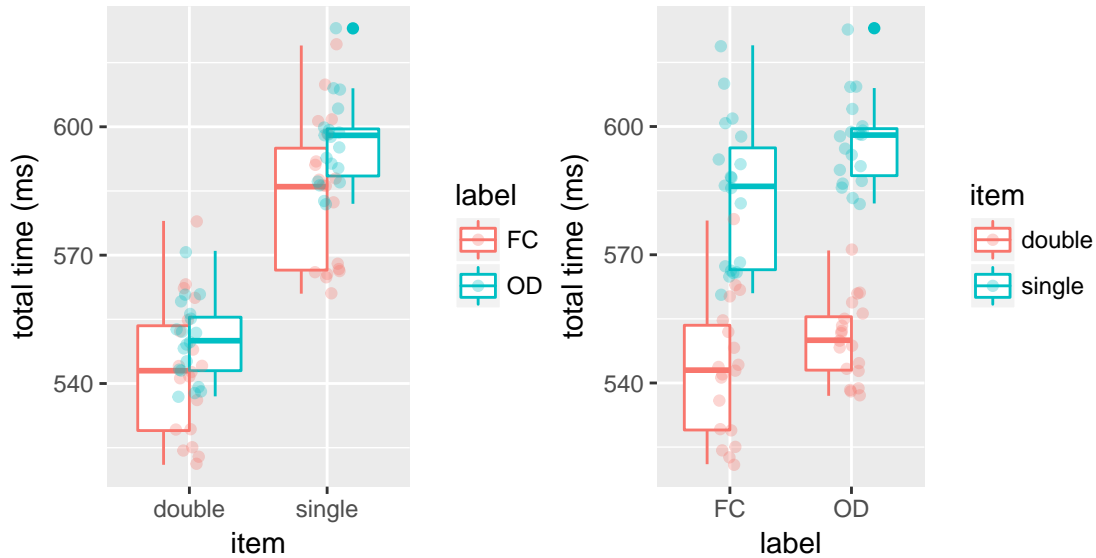 total time (ms)
600
570
540
double
single
item
label
FC
OD
total time (ms)
600
570
540
FC
OD
label
item
double
single